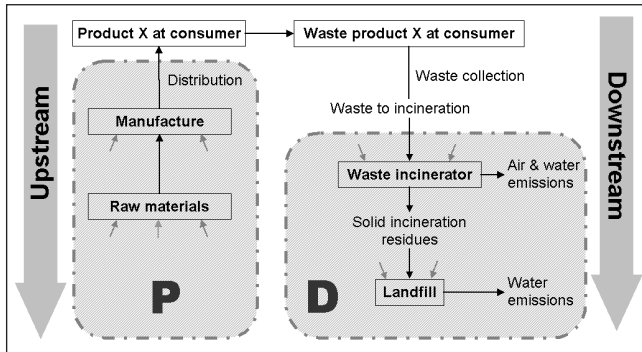 Product X at consumer
Waste product X at consumer
Upstream
Distribution
Manufacture
Raw materials
P
Waste collection
Waste to incineration
Waste incinerator
Air & water
emissions
Solid incineration
residues
Landfill
Water
emissions
D
Downstream